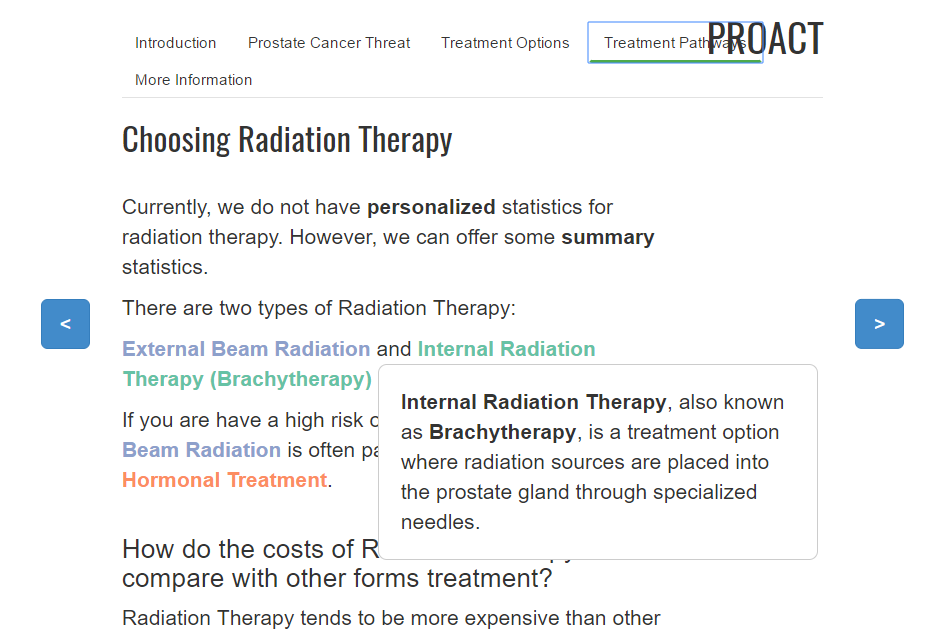 Introduction Prostate Cancer Threat Treatment Options Treatment Pathways PROACT
More Information
Choosing Radiation Therapy
Currently, we do not have personalized statistics for
radiation therapy. However, we can offer some summary
statistics.
There are two types of Radiation Therapy:
External Beam Radiation and Internal Radiation
Therapy (Brachytherapy)
If you are have a high risk
Beam Radiation is often
Hormonal Treatment.
Internal Radiation Therapy, also known
as Brachytherapy, is a treatment option
where radiation sources are placed into
the prostate gland through specialized
needles.
How do the costs of
compare with other forms treatment?
Radiation Therapy tends to be more expensive than other
<
>